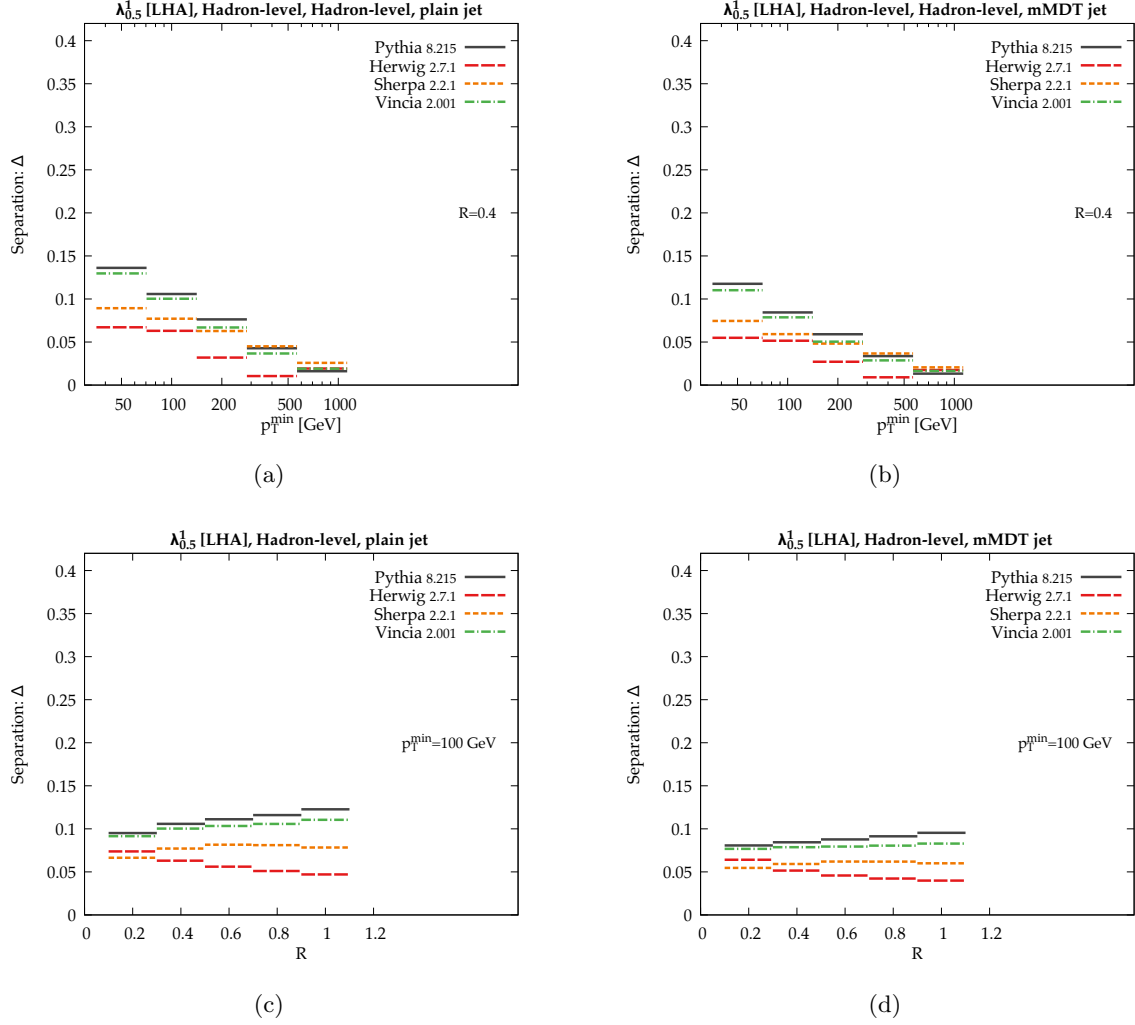 λ¹₀.₅ [LHA], Hadron-level, Hadron-level, plain jet
0.4
0.35
0.3
0.25
0.2
0.15
0.1
0.05
0
Separation: Δ
Pythia 8.215
Herwig 2.7.1
Sherpa 2.2.1
Vincia 2.001
R=0.4
50 100 200 500 1000
p_T^min [GeV]
(a)
λ¹₀.₅ [LHA], Hadron-level, Hadron-level, mMDT jet
0.4
0.35
0.3
0.25
0.2
0.15
0.1
0.05
0
Separation: Δ
Pythia 8.215
Herwig 2.7.1
Sherpa 2.2.1
Vincia 2.001
R=0.4
50 100 200 500 1000
p_T^min [GeV]
(b)
λ¹₀.₅ [LHA], Hadron-level, plain jet
0.4
0.35
0.3
0.25
0.2
0.15
0.1
0.05
0
Separation: Δ
Pythia 8.215
Herwig 2.7.1
Sherpa 2.2.1
Vincia 2.001
p_T^min=100 GeV
0 0.2 0.4 0.6 0.8 1 1.2
R
(c)
λ¹₀.₅ [LHA], Hadron-level, mMDT jet
0.4
0.35
0.3
0.25
0.2
0.15
0.1
0.05
0
Separation: Δ
Pythia 8.215
Herwig 2.7.1
Sherpa 2.2.1
Vincia 2.001
p_T^min=100 GeV
0 0.2 0.4 0.6 0.8 1 1.2
R
(d)